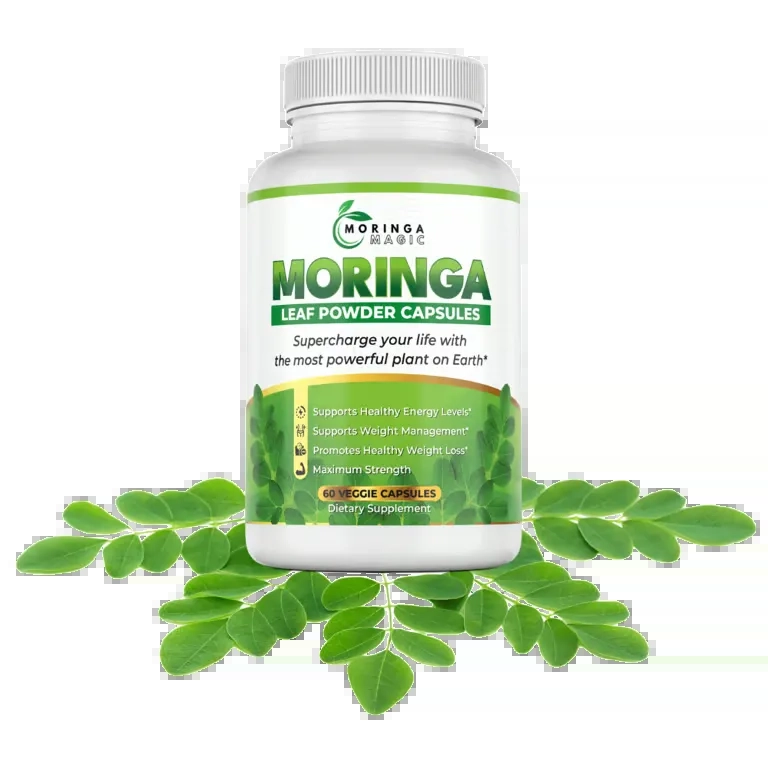 MORINGA
MAGIC
MORINGA
LEAF POWDER CAPSULES
Supercharge your life with
the most powerful plant on Earth*
Supports Healthy Energy Levels*
Supports Weight Management*
Promotes Healthy Weight Loss*
Maximum Strength
60 VEGGIE CAPSULES
Dietary Supplement